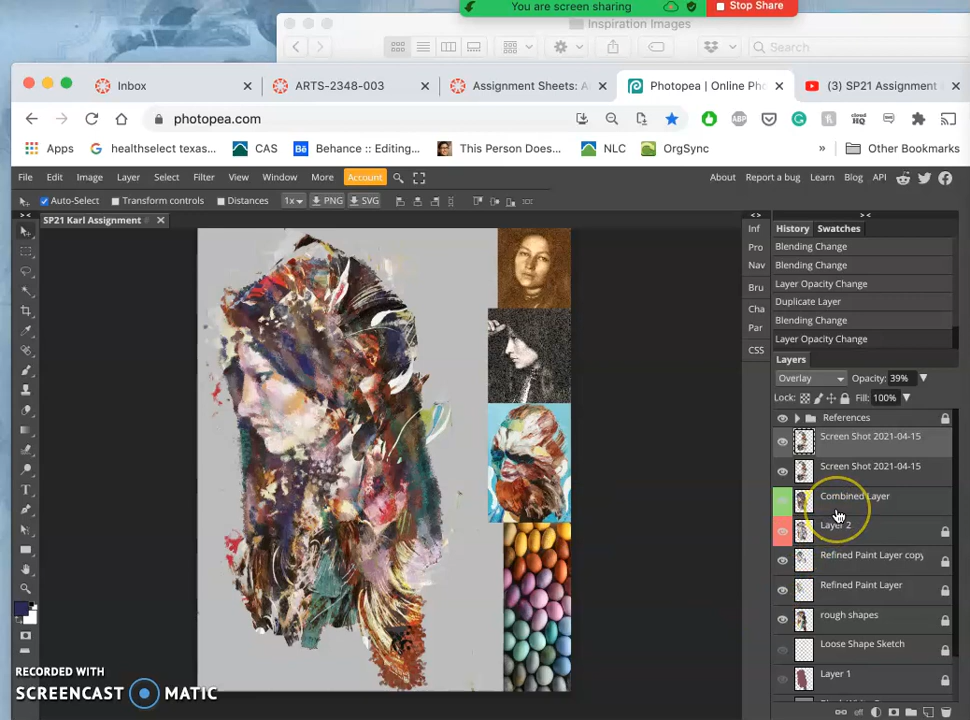 You are screen sharing
Stop Share
Inspiration Images
Search
Inbox
ARTS-2348-003
Assignment Sheets: A
Photopea | Online Pho
(3) SP21 Assignment
photopea.com
ABP
cloud HQ
Apps
healthselect texas...
CAS
Behance :: Editing...
This Person Does...
NLC
OrgSync
»
Other Bookmarks
File
Edit
Image
Layer
Select
Filter
View
Window
More
Account
About
Report a bug
Learn
Blog
API
Auto-Select
Transform controls
Distances
1x
PNG
SVG
SP21 Karl Assignment
> <
< >
> <
Inf
Pro
Nav
Bru
Cha
Par
CSS
History
Swatches
Blending Change
Blending Change
Layer Opacity Change
Duplicate Layer
Blending Change
Layer Opacity Change
Layers
Overlay
Opacity: 39%
Lock:
Fill: 100%
References
Screen Shot 2021-04-15
Screen Shot 2021-04-15
Combined Layer
Layer 2
Refined Paint Layer copy
Refined Paint Layer
rough shapes
Loose Shape Sketch
Layer 1
RECORDED WITH
SCREENCAST MATIC